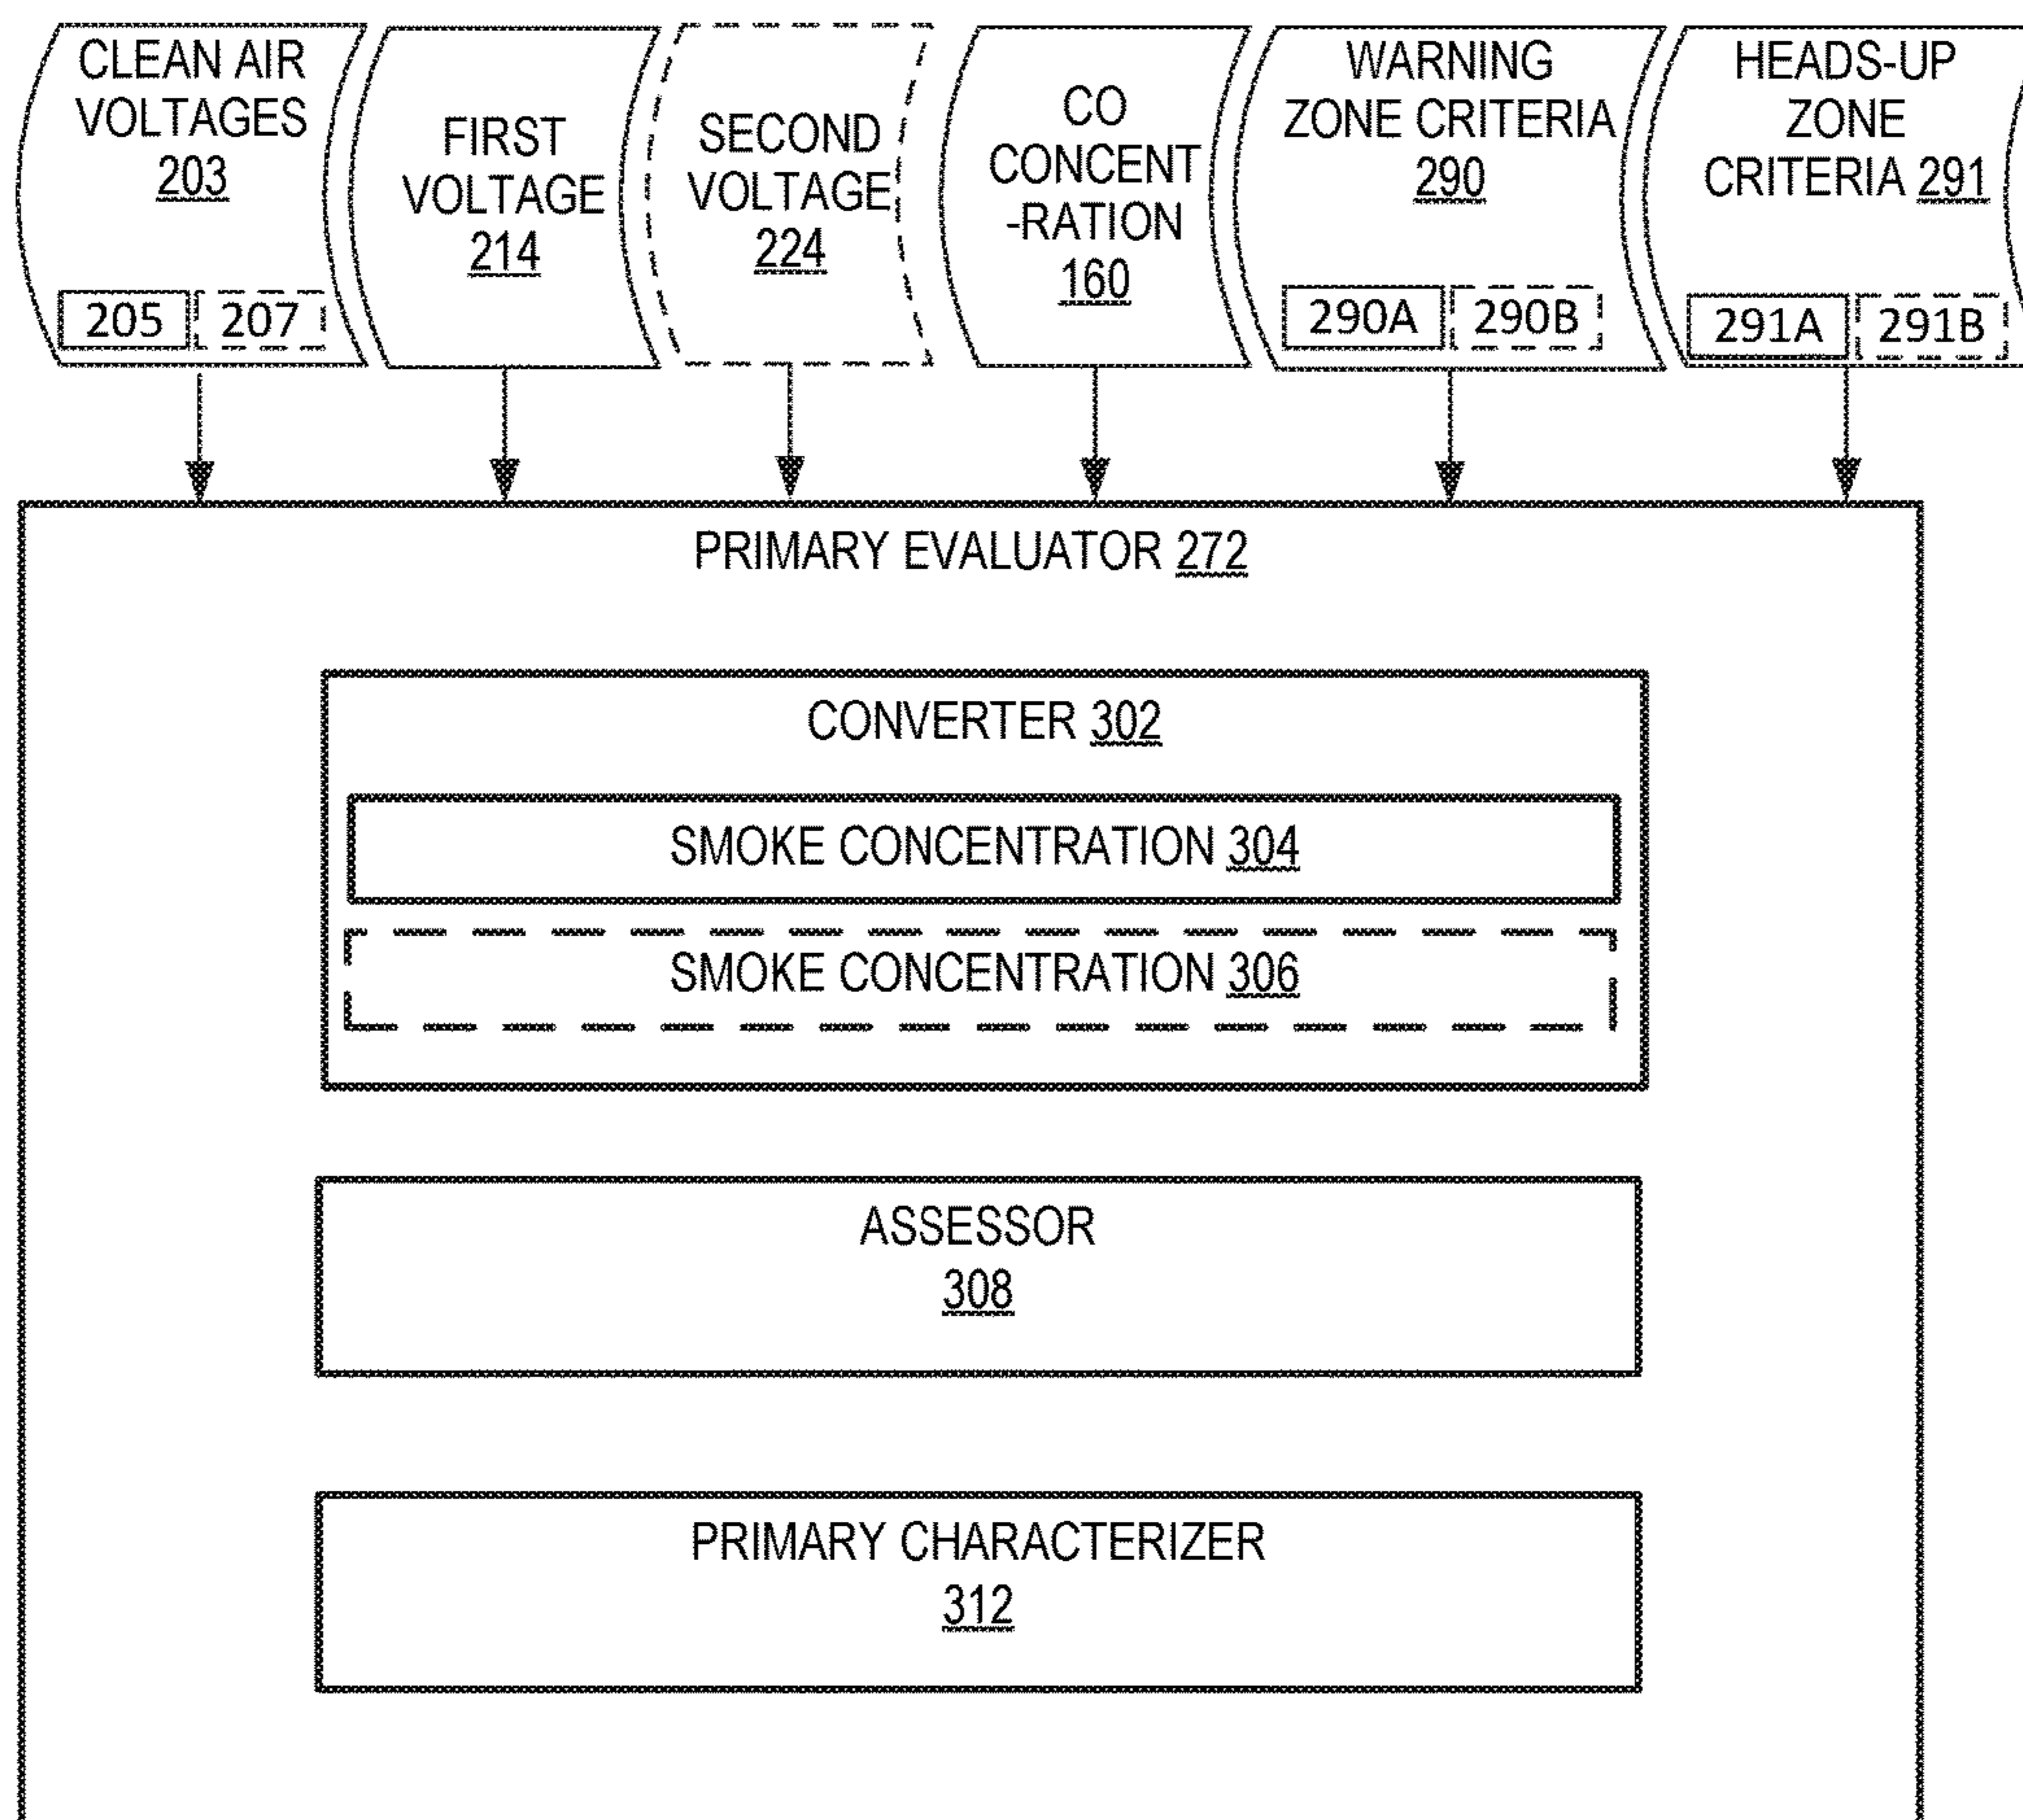 CLEAN AIR
VOLTAGES
203
205 207
FIRST
VOLTAGE
214
SECOND
VOLTAGE
224
CO
CONCENT
-RATION
160
WARNING
ZONE CRITERIA
290
290A 290B
HEADS-UP
ZONE
CRITERIA 291
291A 291B
PRIMARY EVALUATOR 272
CONVERTER 302
SMOKE CONCENTRATION 304
SMOKE CONCENTRATION 306
ASSESSOR
308
PRIMARY CHARACTERIZER
312